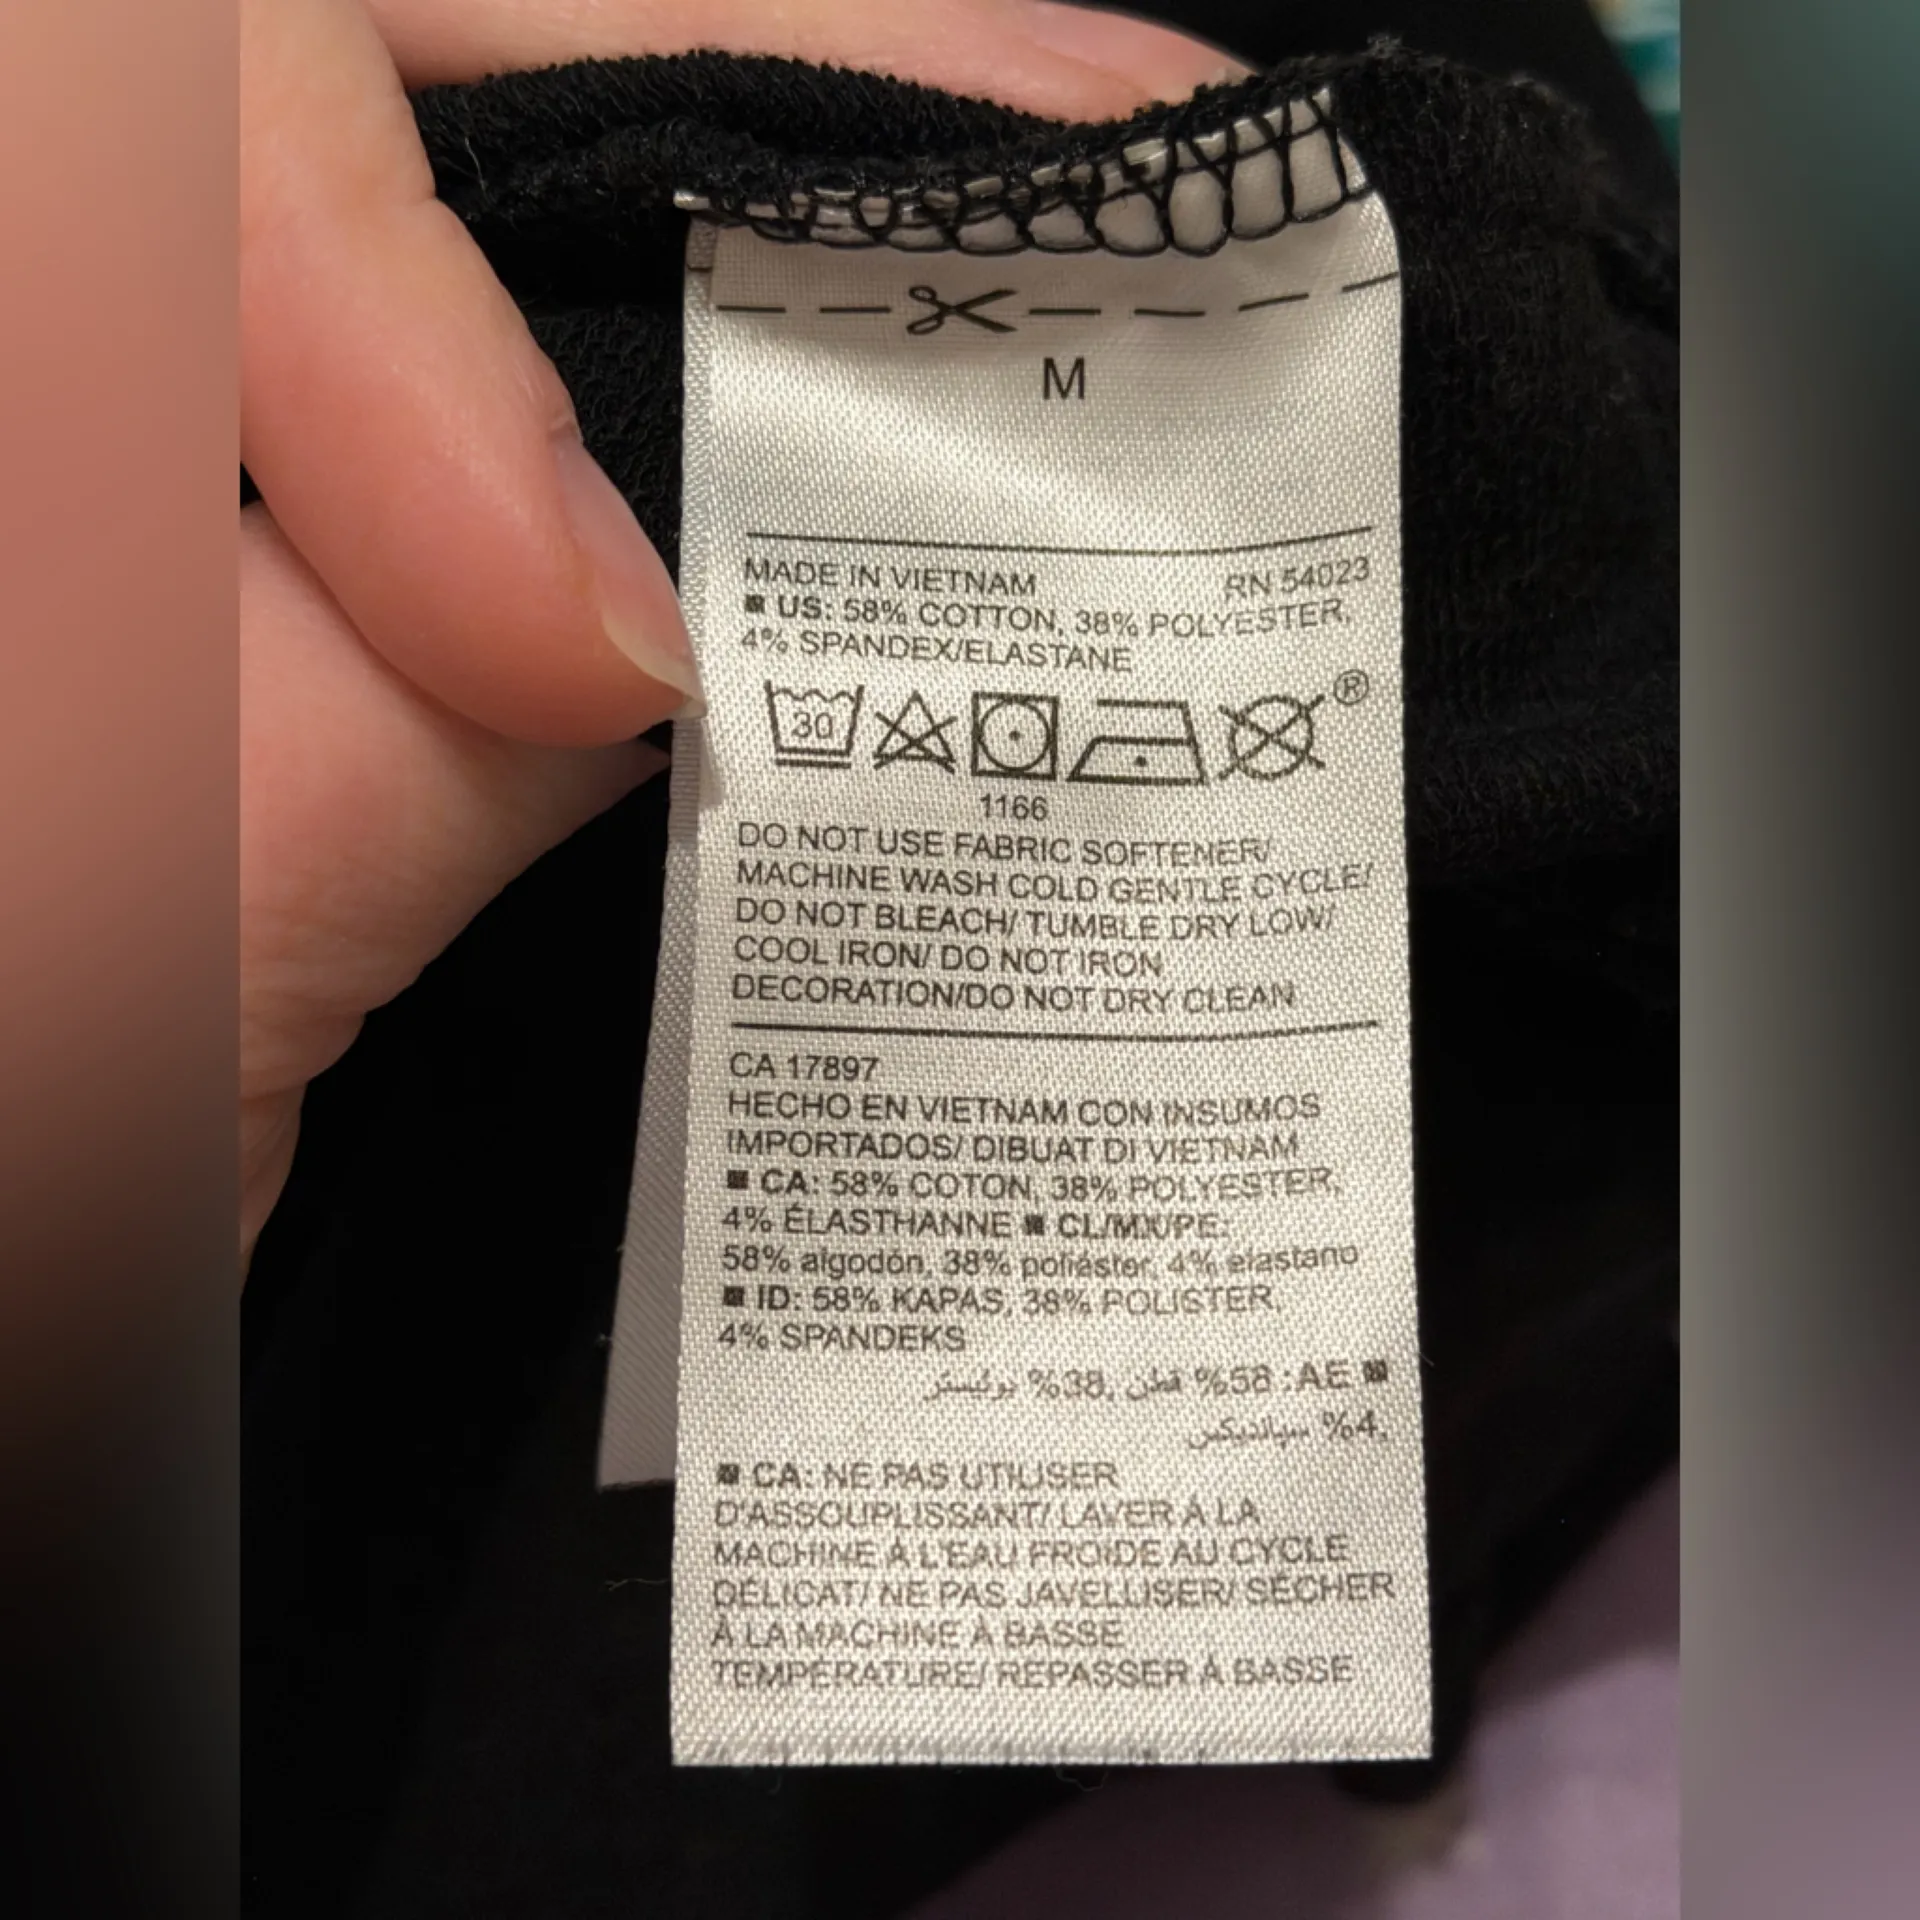 M
MADE IN VIETNAM RN 54023
■ US: 58% COTTON, 38% POLYESTER,
4% SPANDEX/ELASTANE
30
®
1166
DO NOT USE FABRIC SOFTENER/
MACHINE WASH COLD GENTLE CYCLE/
DO NOT BLEACH/ TUMBLE DRY LOW/
COOL IRON/ DO NOT IRON
DECORATION/DO NOT DRY CLEAN
CA 17897
HECHO EN VIETNAM CON INSUMOS
IMPORTADOS/ DIBUAT DI VIETNAM
■ CA: 58% COTON, 38% POLYESTER,
4% ÉLASTHANNE ■ CL/MX/PE:
58% algodón, 38% poliéster, 4% elastano
■ ID: 58% KAPAS, 38% POLISTER,
4% SPANDEKS
■ AE: 58% قطن, 38% بوليستر
,4% سباندیکس
■ CA: NE PAS UTILISER
D'ASSOUPLISSANT/ LAVER À LA
MACHINE À L'EAU FROIDE AU CYCLE
DÉLICAT/ NE PAS JAVELLISER/ SÉCHER
À LA MACHINE À BASSE
TEMPÉRATURE/ REPASSER À BASSE